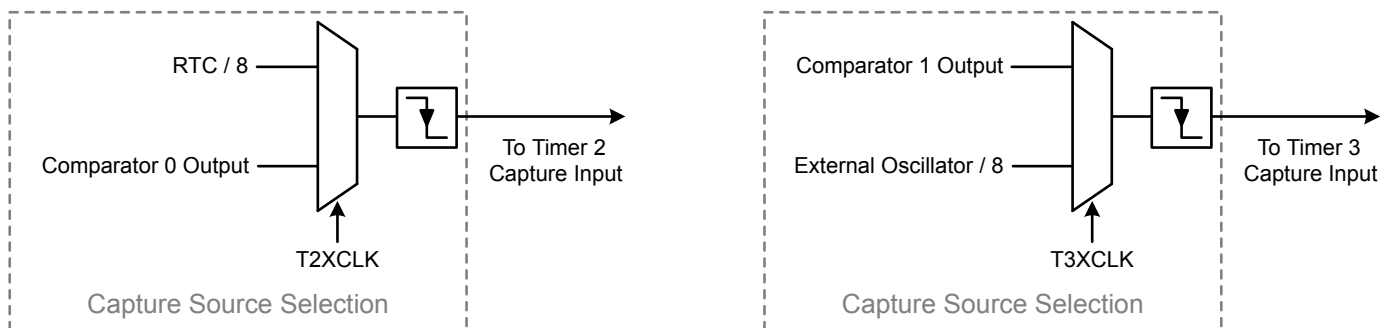 RTC / 8
Comparator 0 Output
To Timer 2
Capture Input
T2XCLK
Capture Source Selection
Comparator 1 Output
External Oscillator / 8
To Timer 3
Capture Input
T3XCLK
Capture Source Selection